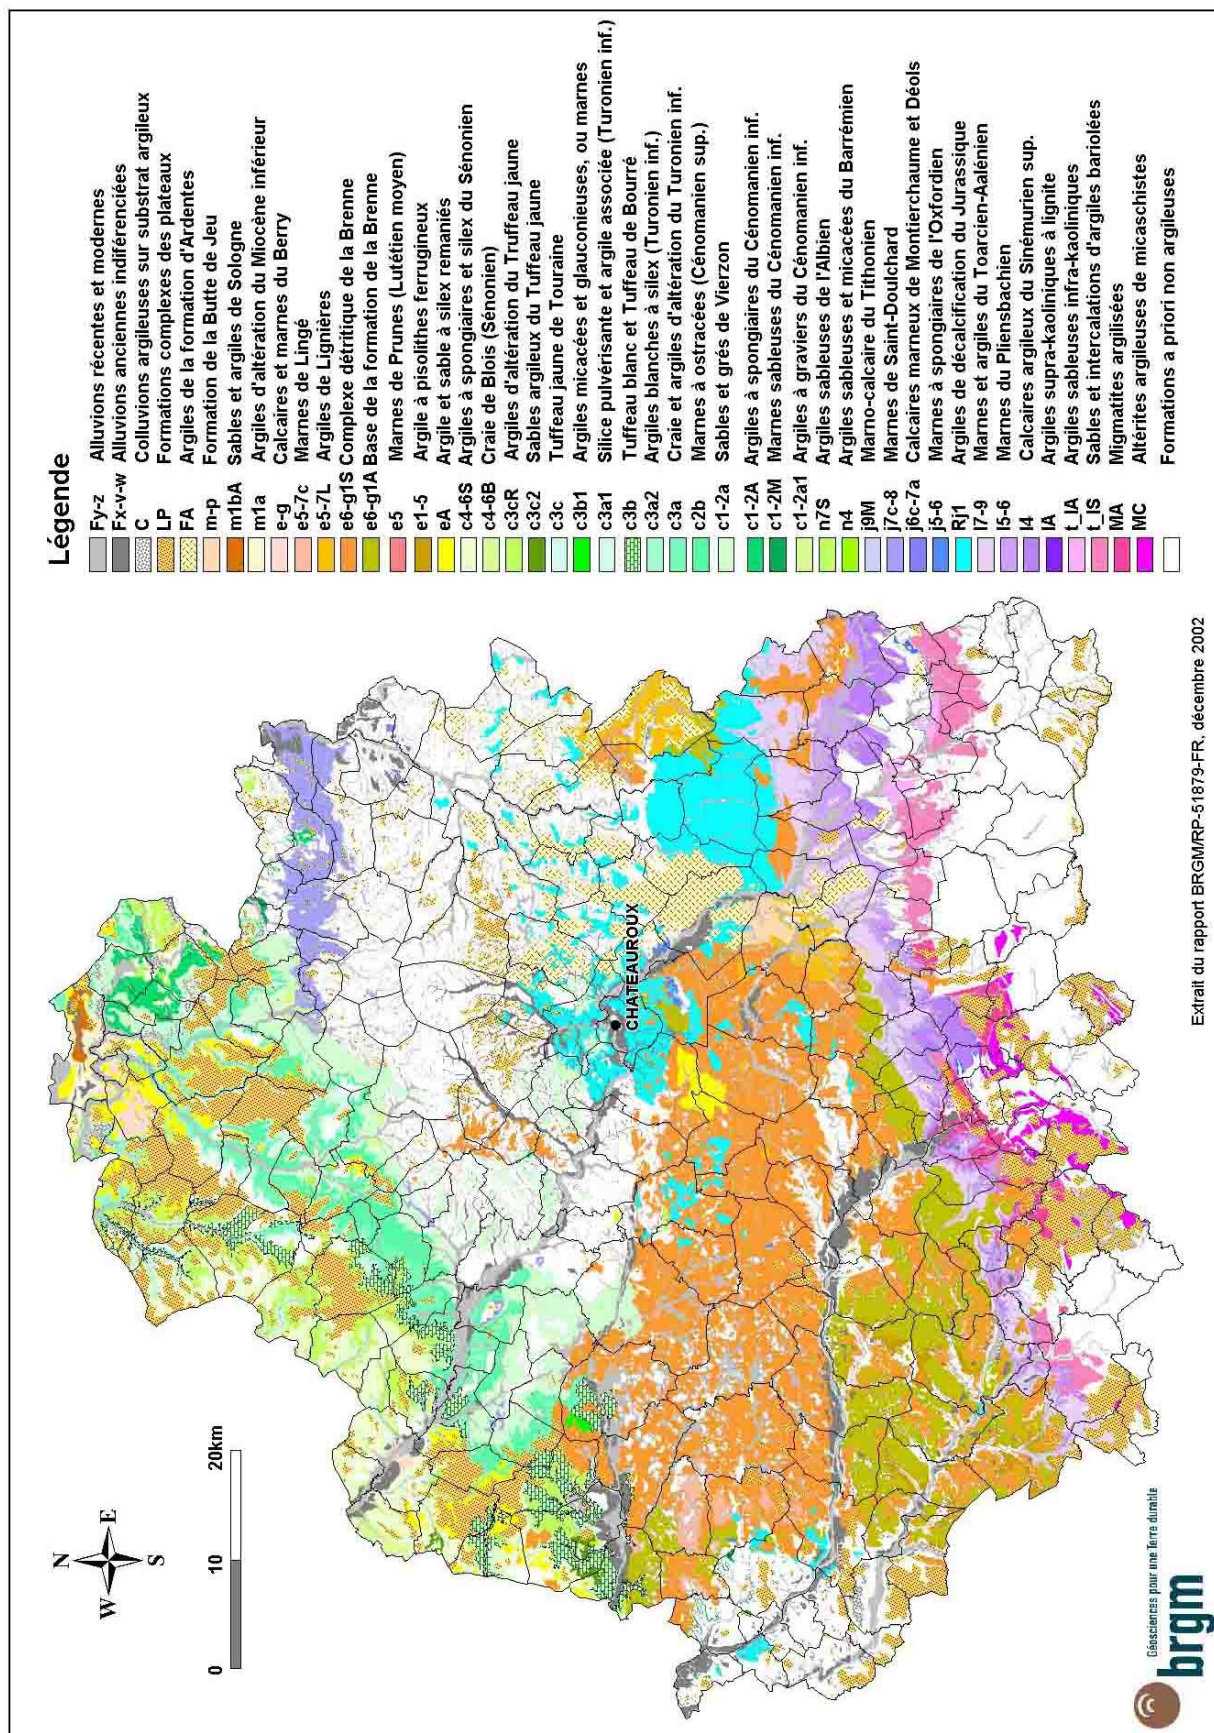 Légende
Fy-z Alluvions récentes et modernes
Fx-v-w Alluvions anciennes indifférenciées
C Colluvions argileuses sur substrat argileux
LP Formations complexes des plateaux
FA Argiles de la formation d'Ardentes
m-p Formation de la Butte de Jeu
m1bA Sables et argiles de Sologne
m1a Argiles d'altération du Miocène inférieur
e-g Calcaires et marnes du Berry
e5-7c Marnes de Lingé
e5-7L Argiles de Lignières
e6-g1S Complexe détritique de la Brenne
e6-g1A Base de la formation de la Brenne
e5 Marnes de Prunes (Lutétien moyen)
e1-5 Argile à pisolithes ferrugineux
eA Argile et sable à silex remaniés
c4-6S Argiles à spongiaires et silex du Sénonien
c4-6B Craie de Blois (Sénonien)
c3cR Argiles d'altération du Truffeau jaune
c3c2 Sables argileux du Tuffeau jaune
c3c Tuffeau jaune de Touraine
c3b1 Argiles micacées et glauconieuses, ou marnes
c3a1 Silice pulvérisante et argile associée (Turonien inf.)
c3b Tuffeau blanc et Tuffeau de Bourré
c3a2 Argiles blanches à silex (Turonien inf.)
c3a Craie et argiles d'altération du Turonien inf.
c2b Marnes à ostracées (Cénomanien sup.)
c1-2a Sables et grés de Vierzon
c1-2A Argiles à spongiaires du Cénomanien inf.
c1-2M Marnes sableuses du Cénomanien inf.
c1-2a1 Argiles à graviers du Cénomanien inf.
n7S Argiles sableuses de l'Albien
n4 Argiles sableuses et micacées du Barrémien
j9M Marno-calcaire du Tithonien
j7c-8 Marnes de Saint-Doulchard
j6c-7a Calcaires marneux de Montierchaume et Déols
j5-6 Marnes à spongiaires de l'Oxfordien
Rj1 Argiles de décalcification du Jurassique
l7-9 Marnes et argiles du Toarcien-Aalénien
l5-6 Marnes du Pliensbachien
l4 Calcaires argileux du Sinémurien sup.
lA Argiles supra-kaoliniques à lignite
t_lA Argiles sableuses infra-kaoliniques
t_lS Sables et intercalations d'argiles bariolées
MA Migmatites argilisées
MC Altérites argileuses de micaschistes
Formations a priori non argileuses
CHATEAUROUX
N
W E
S
0 10 20km
Géosciences pour une Terre durable
brgm
Extrait du rapport BRGM/RP-51879-FR, décembre 2002